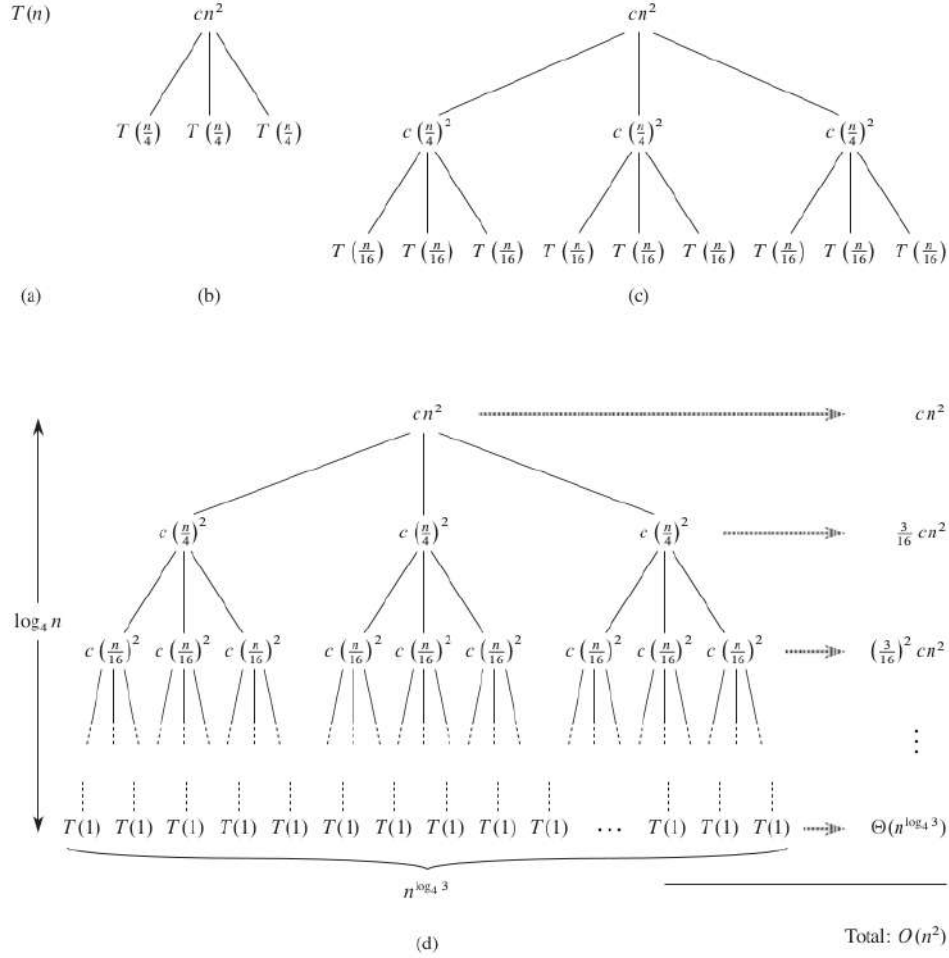 T(n) cn² cn²
T(n/4) T(n/4) T(n/4) c(n/4)² c(n/4)² c(n/4)²
T(n/16) T(n/16) T(n/16) T(n/16) T(n/16) T(n/16) T(n/16) T(n/16) T(n/16)
(a) (b) (c)
cn² cn²
c(n/4)² c(n/4)² c(n/4)² 3/16 cn²
log₄ n
c(n/16)² c(n/16)² c(n/16)² c(n/16)² c(n/16)² c(n/16)² c(n/16)² c(n/16)² c(n/16)² (3/16)² cn²
⋮
T(1) T(1) T(1) T(1) T(1) T(1) T(1) T(1) T(1) T(1) … T(1) T(1) T(1) Θ(n^(log₄ 3))
n^(log₄ 3)
(d) Total: O(n²)